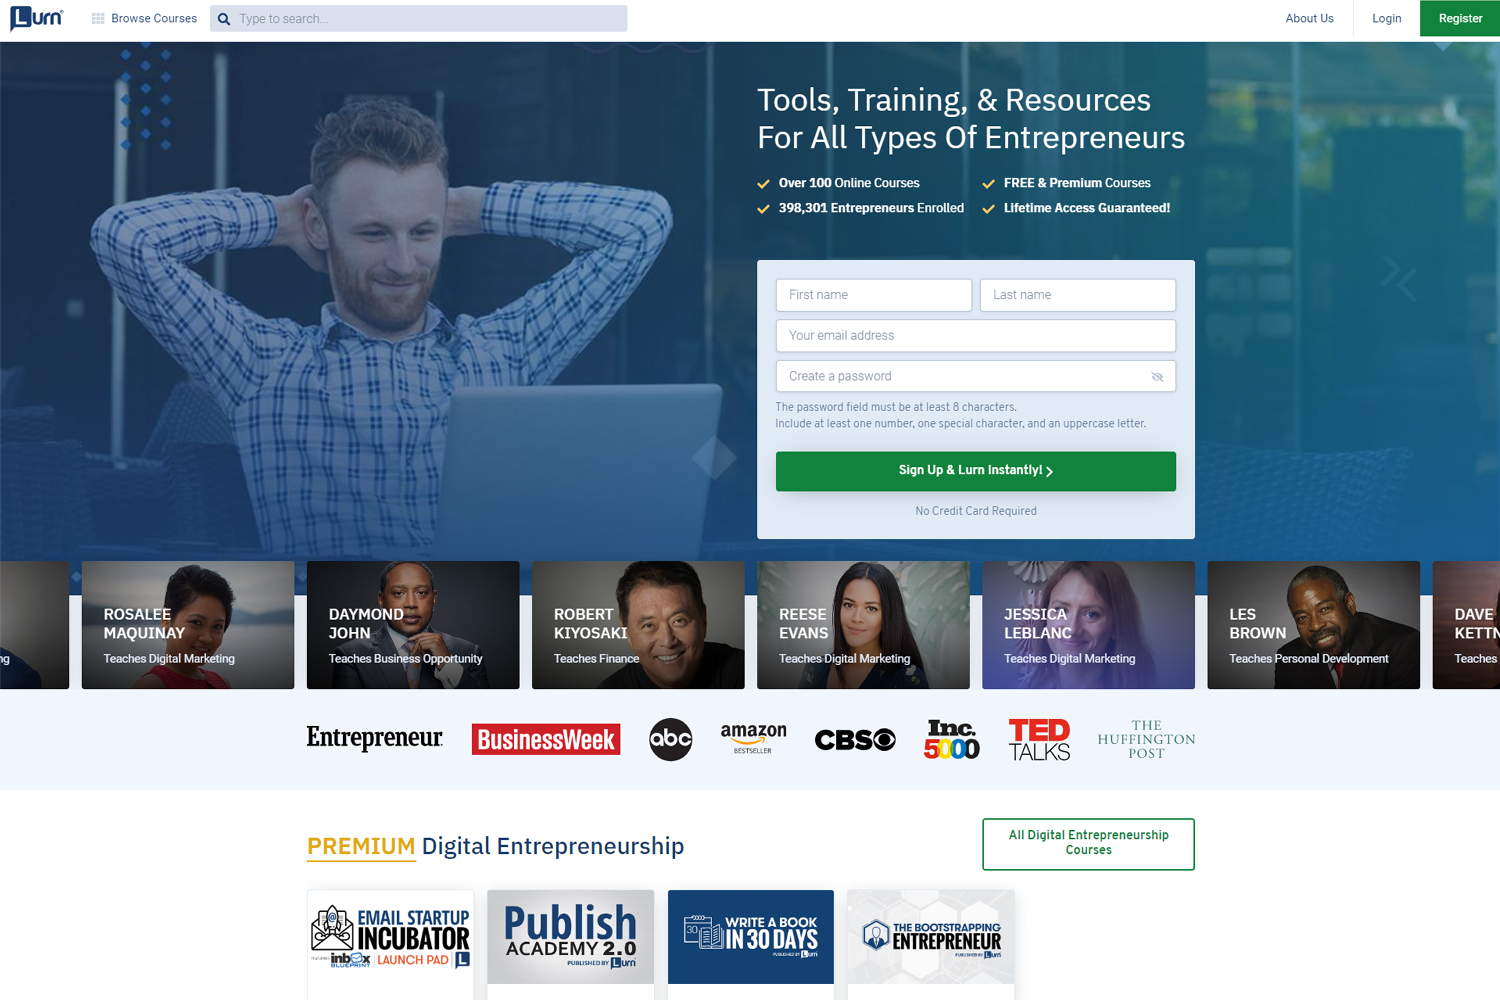 Lurn
Browse Courses
Type to search...
About Us
Login
Register
Tools, Training, & Resources
For All Types Of Entrepreneurs
Over 100 Online Courses
FREE & Premium Courses
398,301 Entrepreneurs Enrolled
Lifetime Access Guaranteed!
First name
Last name
Your email address
Create a password
The password field must be at least 8 characters.
Include at least one number, one special character, and an uppercase letter.
Sign Up & Lurn Instantly!
No Credit Card Required
ng
ROSALEE
MAQUINAY
Teaches Digital Marketing
DAYMOND
JOHN
Teaches Business Opportunity
ROBERT
KIYOSAKI
Teaches Finance
REESE
EVANS
Teaches Digital Marketing
JESSICA
LEBLANC
Teaches Digital Marketing
LES
BROWN
Teaches Personal Development
DAVE
KETTN
Teaches
Entrepreneur
BusinessWeek
abc
amazon
BESTSELLER
CBS
Inc.
5000
TED
TALKS
THE
HUFFINGTON
POST
PREMIUM Digital Entrepreneurship
All Digital Entrepreneurship
Courses
EMAIL STARTUP
INCUBATOR
inbox
BLUEPRINT
LAUNCH PAD
Publish
ACADEMY 2.0
PUBLISHED BY Lurn
30
WRITE A BOOK
IN 30 DAYS
PUBLISHED BY Lurn
THE BOOTSTRAPPING
ENTREPRENEUR
PUBLISHED BY Lurn